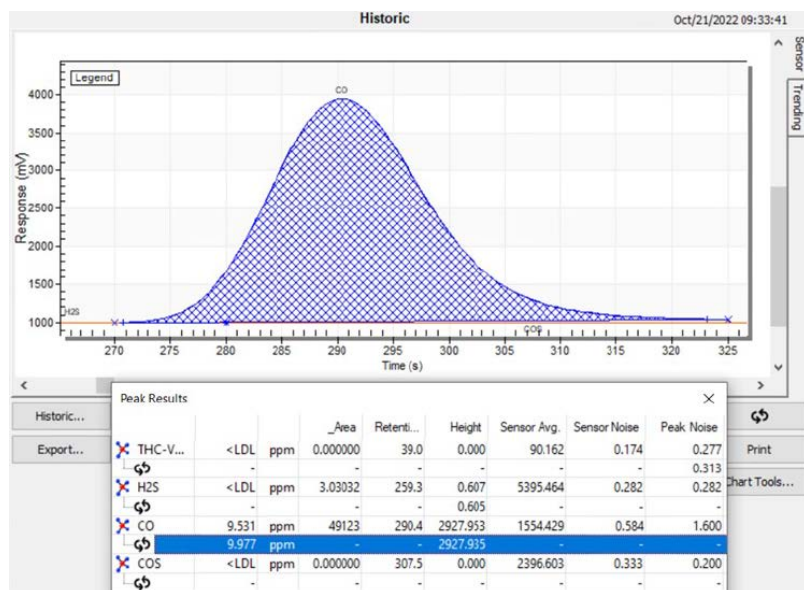 Historic
Oct/21/2022 09:33:41
Sensor
Trending
Legend
CO
Response (mV)
4000
3500
3000
2500
2000
1500
1000
H2S
COS
270 275 280 285 290 295 300 305 310 315 320 325
Time (s)
Historic...
Export...
Print
Chart Tools...
Peak Results
_Area Retenti... Height Sensor Avg. Sensor Noise Peak Noise
THC-V... <LDL ppm 0.000000 39.0 0.000 90.162 0.174 0.277
- - - - - 0.313
H2S <LDL ppm 3.03032 259.3 0.607 5395.464 0.282 0.282
- - - 0.605 - - -
CO 9.531 ppm 49123 290.4 2927.953 1554.429 0.584 1.600
9.977 ppm - - 2927.935 - - -
COS <LDL ppm 0.000000 307.5 0.000 2396.603 0.333 0.200
- - - - - - -